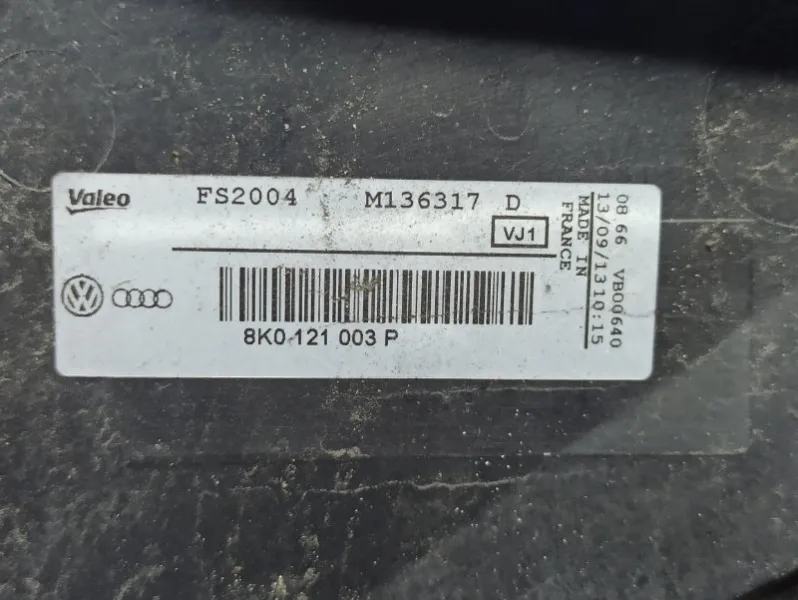 Valeo FS2004 M136317 D
VJ1
8K0 121 003 P
08 66 VB00640
13/09/13 10:15
MADE IN
FRANCE